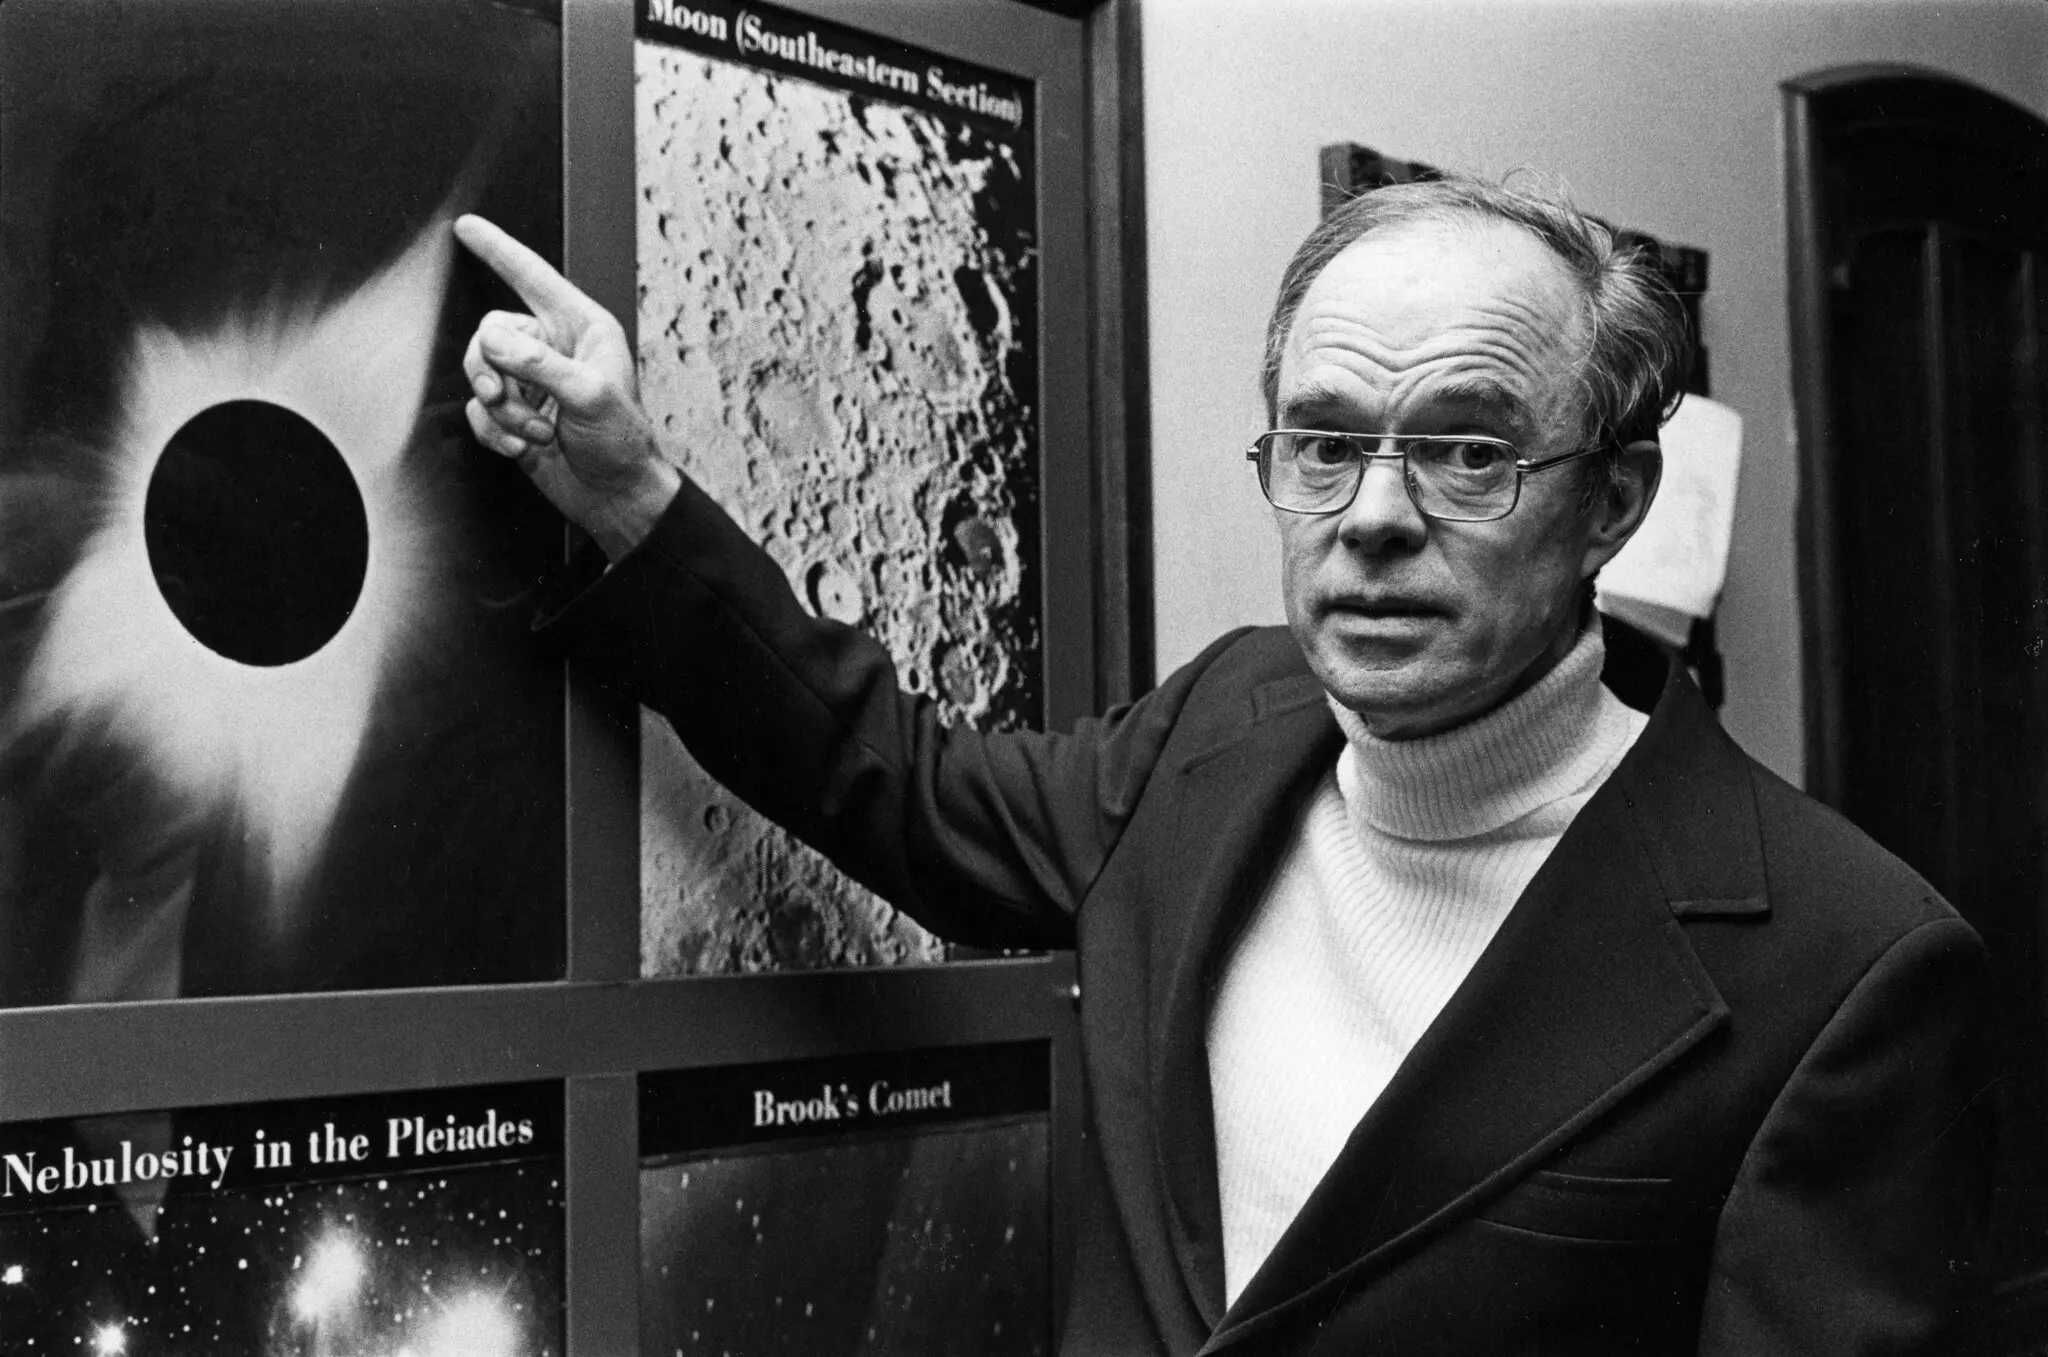 Moon (Southeastern Section)
Nebulosity in the Pleiades
Brook's Comet